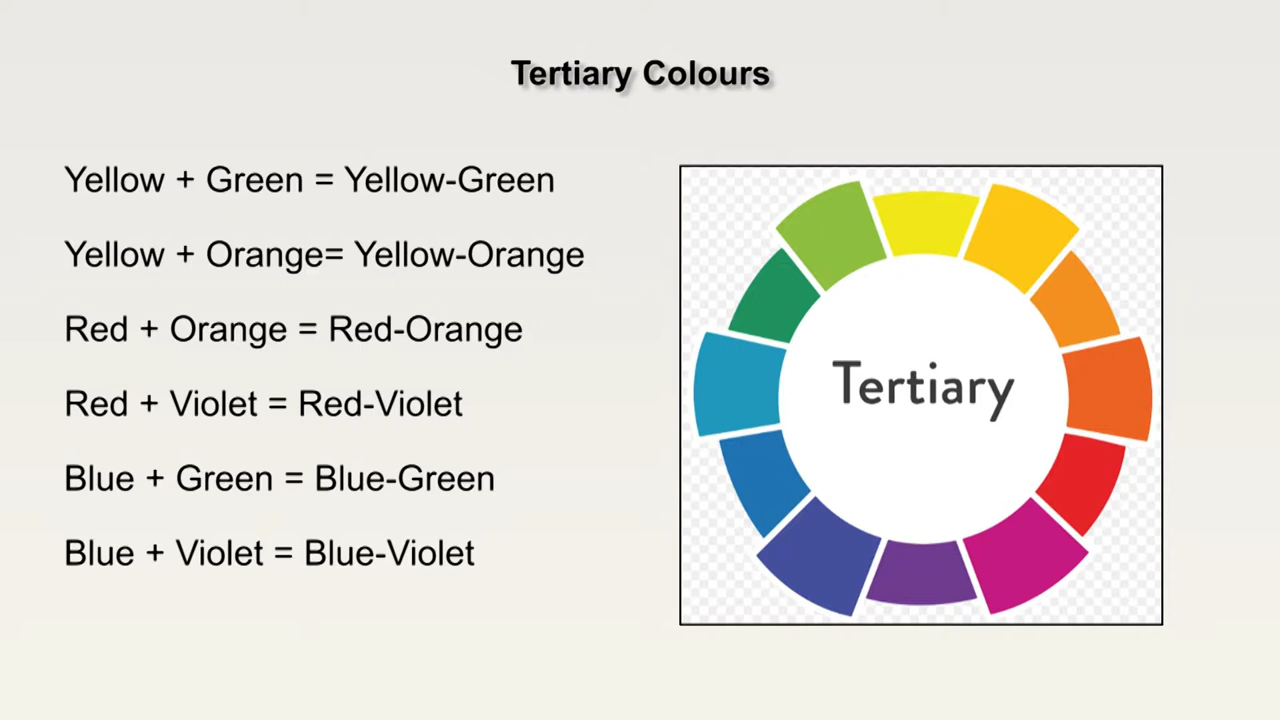 Tertiary Colours
Yellow + Green = Yellow-Green
Yellow + Orange= Yellow-Orange
Red + Orange = Red-Orange
Red + Violet = Red-Violet
Blue + Green = Blue-Green
Blue + Violet = Blue-Violet
Tertiary